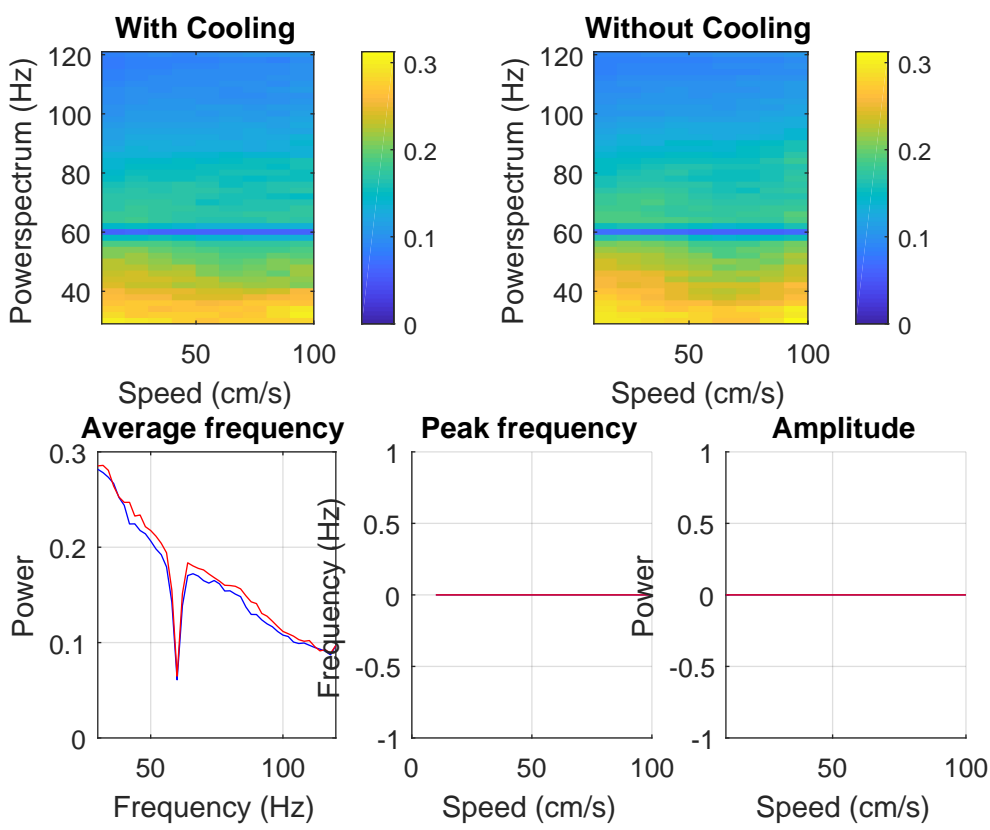 With Cooling
Powerspectrum (Hz)
120
100
80
60
40
50
100
Speed (cm/s)
0.3
0.2
0.1
0
Without Cooling
Powerspectrum (Hz)
120
100
80
60
40
50
100
Speed (cm/s)
0.3
0.2
0.1
0
Average frequency
Power
0.3
0.2
0.1
0
50
100
Frequency (Hz)
Peak frequency
Frequency (Hz)
1
0.5
0
-0.5
-1
0
50
100
Speed (cm/s)
Amplitude
Power
1
0.5
0
-0.5
-1
50
100
Speed (cm/s)